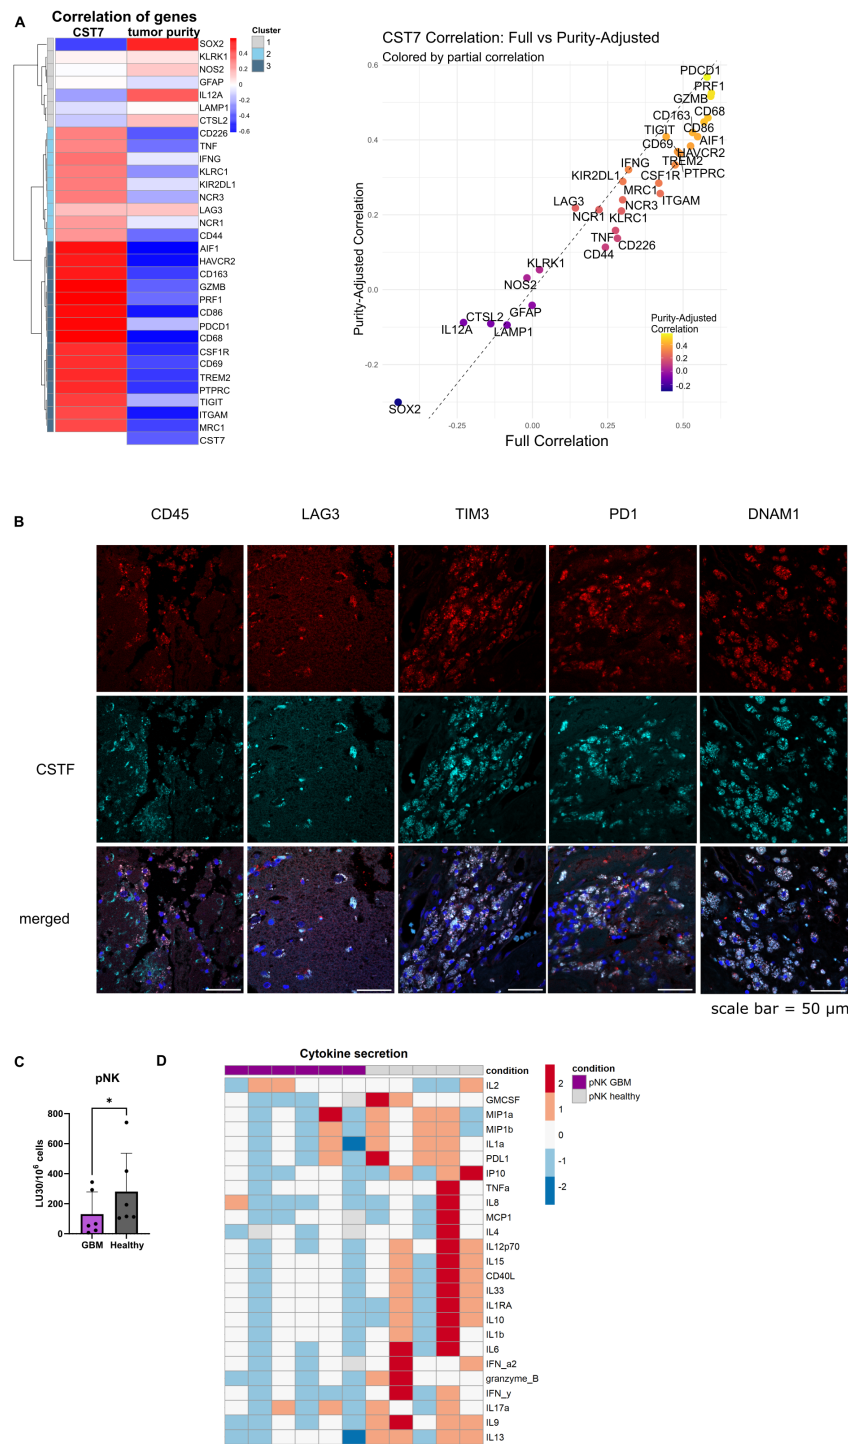 A
Correlation of genes
CST7 tumor purity
SOX2
KLRK1
NOS2
GFAP
IL12A
LAMP1
CTSL2
CD226
TNF
IFNG
KLRC1
KIR2DL1
NCR3
LAG3
NCR1
CD44
AIF1
HAVCR2
CD163
GZMB
PRF1
CD86
PDCD1
CD68
CSF1R
CD69
TREM2
PTPRC
TIGIT
ITGAM
MRC1
CST7
0.4
0.2
0
-0.2
-0.4
-0.6
Cluster
1
2
3
CST7 Correlation: Full vs Purity-Adjusted
Colored by partial correlation
Purity-Adjusted Correlation
0.6
0.4
0.2
0.0
-0.2
PDCD1
PRF1
GZMB
CD163
CD68
TIGIT
CD86
CD69
AIF1
HAVCR2
IFNG
TREM2
KIR2DL1
CSF1R
PTPRC
MRC1
LAG3
NCR3
ITGAM
NCR1
KLRC1
TNF
CD226
CD44
KLRK1
NOS2
GFAP
CTSL2
IL12A
LAMP1
SOX2
Purity-Adjusted
Correlation
0.4
0.2
0.0
-0.2
-0.25
0.00
0.25
0.50
Full Correlation
B
CD45
LAG3
TIM3
PD1
DNAM1
CSTF
merged
scale bar = 50 µm
C
pNK
*
LU30/10⁶ cells
800
600
400
200
0
GBM
Healthy
D
Cytokine secretion
condition
IL2
GMCSF
MIP1a
MIP1b
IL1a
PDL1
IP10
TNFa
IL8
MCP1
IL4
IL12p70
IL15
CD40L
IL33
IL1RA
IL10
IL1b
IL6
IFN_a2
granzyme_B
IFN_y
IL17a
IL9
IL13
2
1
0
-1
-2
condition
pNK GBM
pNK healthy